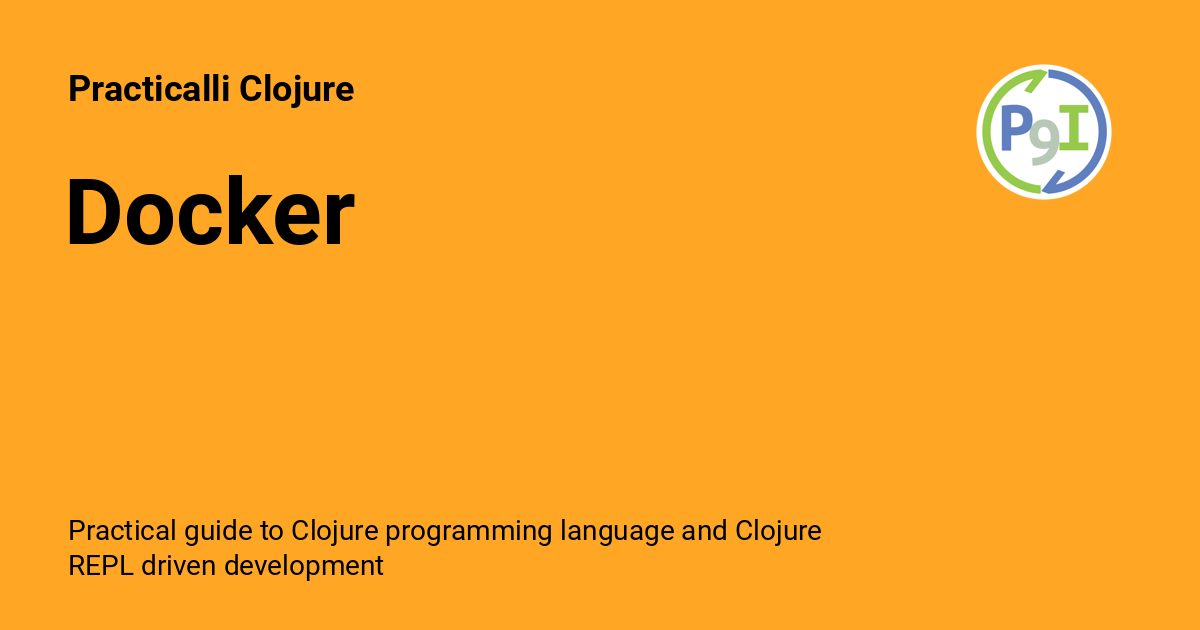 Practicalli Clojure
P9I
Docker
Practical guide to Clojure programming language and Clojure
REPL driven development